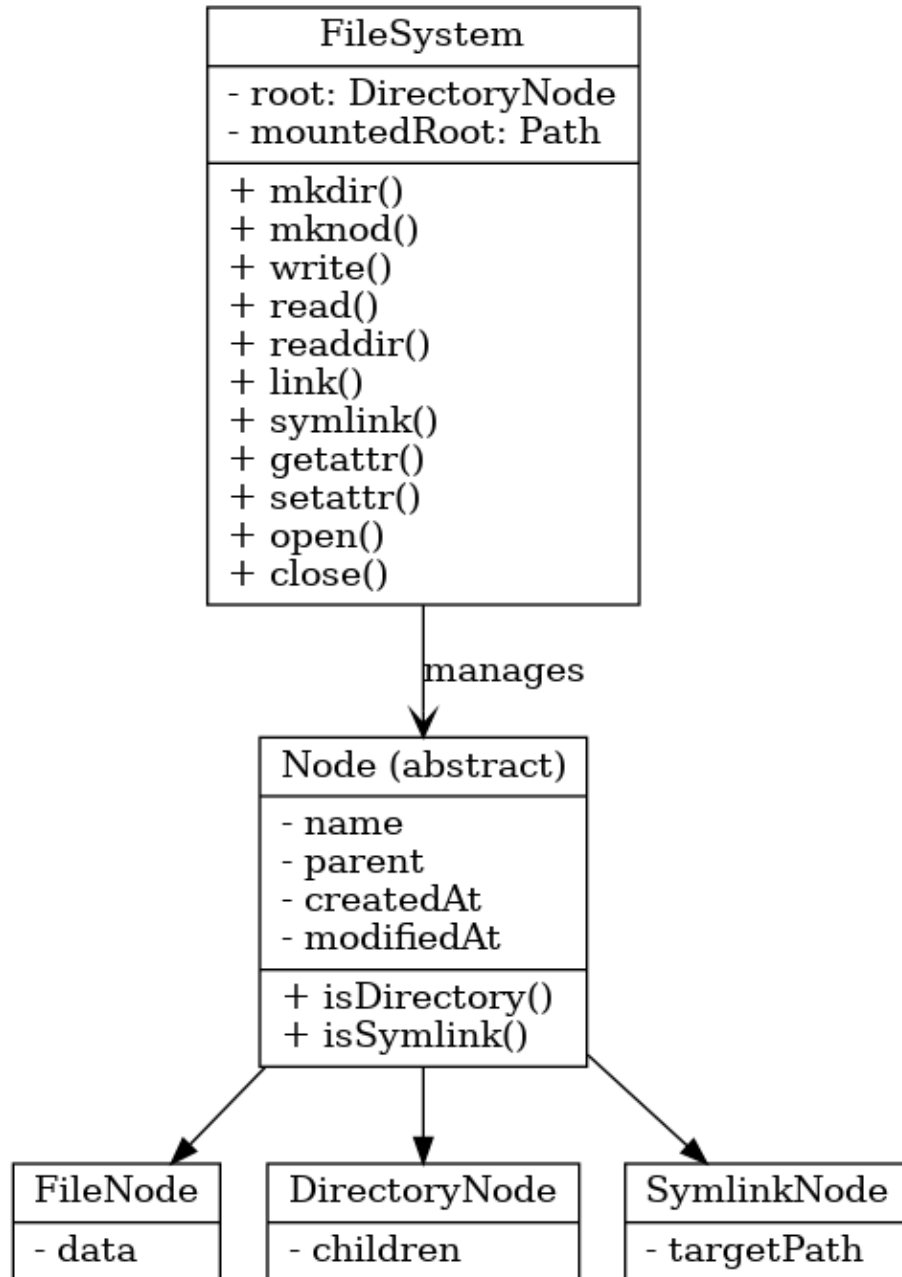 FileSystem
- root: DirectoryNode
- mountedRoot: Path
+ mkdir()
+ mknod()
+ write()
+ read()
+ readdir()
+ link()
+ symlink()
+ getattr()
+ setattr()
+ open()
+ close()
manages
Node (abstract)
- name
- parent
- createdAt
- modifiedAt
+ isDirectory()
+ isSymlink()
FileNode
- data
DirectoryNode
- children
SymlinkNode
- targetPath